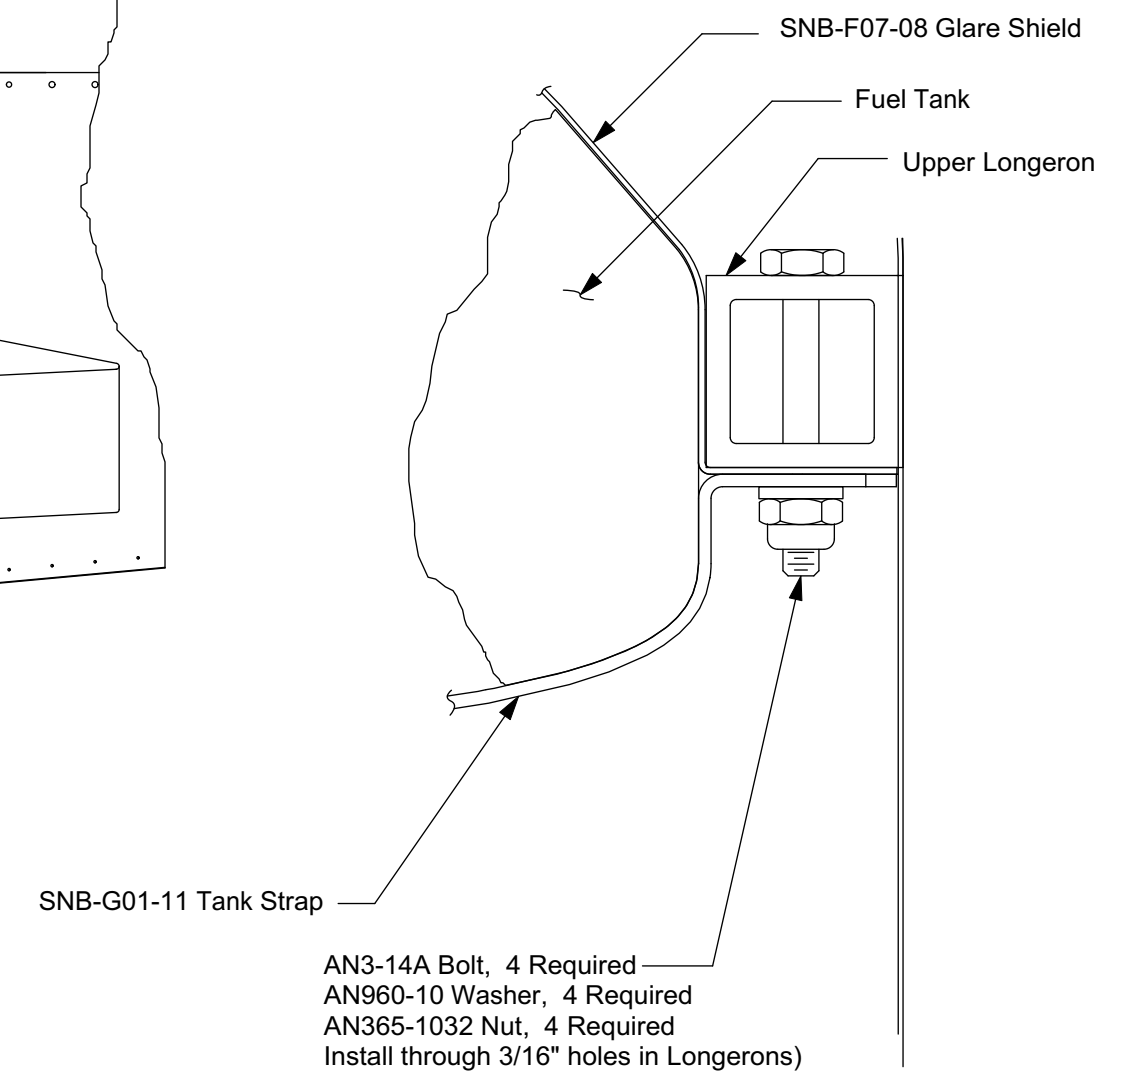 SNB-F07-08 Glare Shield
Fuel Tank
Upper Longeron
SNB-G01-11 Tank Strap
AN3-14A Bolt,  4 Required
AN960-10 Washer,  4 Required
AN365-1032 Nut,  4 Required
Install through 3/16" holes in Longerons)